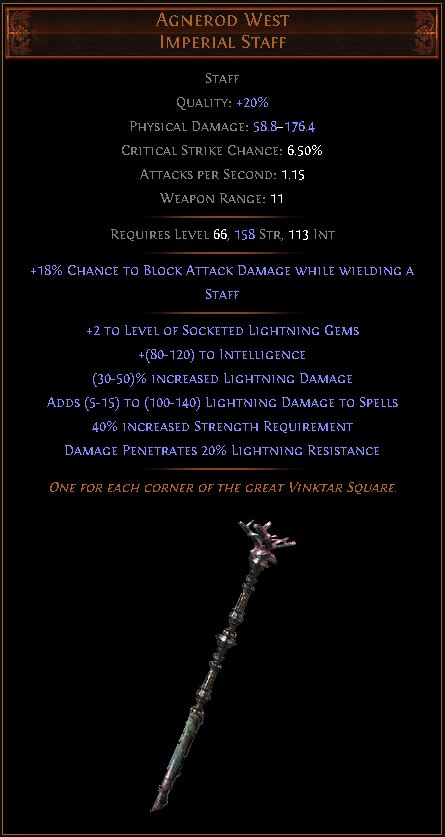 Agnerod West
Imperial Staff
Staff
Quality: +20%
Physical Damage: 58.8–176.4
Critical Strike Chance: 6.50%
Attacks per Second: 1.15
Weapon Range: 11
Requires Level 66, 158 Str, 113 Int
+18% Chance to Block Attack Damage while wielding a
Staff
+2 to Level of Socketed Lightning Gems
+(80-120) to Intelligence
(30-50)% increased Lightning Damage
Adds (5-15) to (100-140) Lightning Damage to Spells
40% increased Strength Requirement
Damage Penetrates 20% Lightning Resistance
One for each corner of the great Vinktar Square.